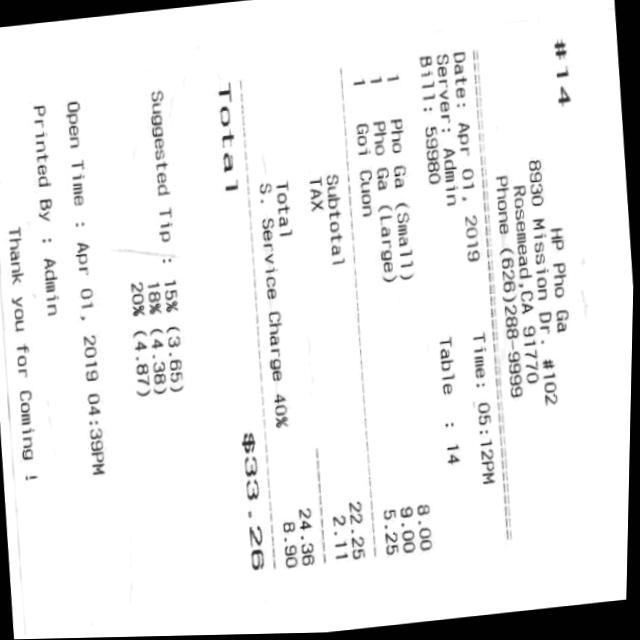 #14
HP Pho Ga
8930 Mission Dr. #102
Rosemead,CA 91770
Phone (626)288-9999
================================================
Date: Apr 01, 2019 Time: 05:12PM
Server: Admin
Bill: 59980 Table : 14
1 Pho Ga (Small) 8.00
1 Pho Ga (Large) 9.00
1 Goi Cuon 5.25
Subtotal 22.25
TAX 2.11
Total 24.36
S. Service Charge 40% 8.90
Total $33.26
Suggested Tip : 15% (3.65)
18% (4.38)
20% (4.87)
Open Time : Apr 01, 2019 04:39PM
Printed By : Admin
Thank you for Coming !